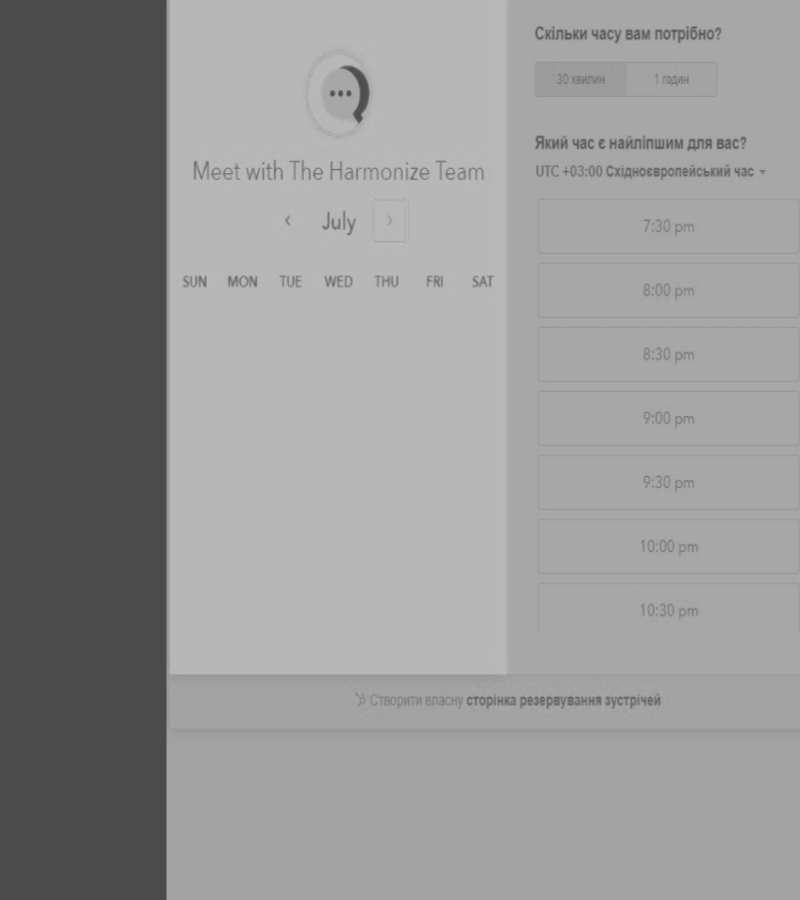 Meet with The Harmonize Team
July
SUN MON TUE WED THU FRI SAT
Скільки часу вам потрібно?
30 хвилин 1 годин
Який час є найліпшим для вас?
UTC +03:00 Східноєвропейський час
7:30 pm
8:00 pm
8:30 pm
9:00 pm
9:30 pm
10:00 pm
10:30 pm
Створити власну сторінка резервування зустрічей